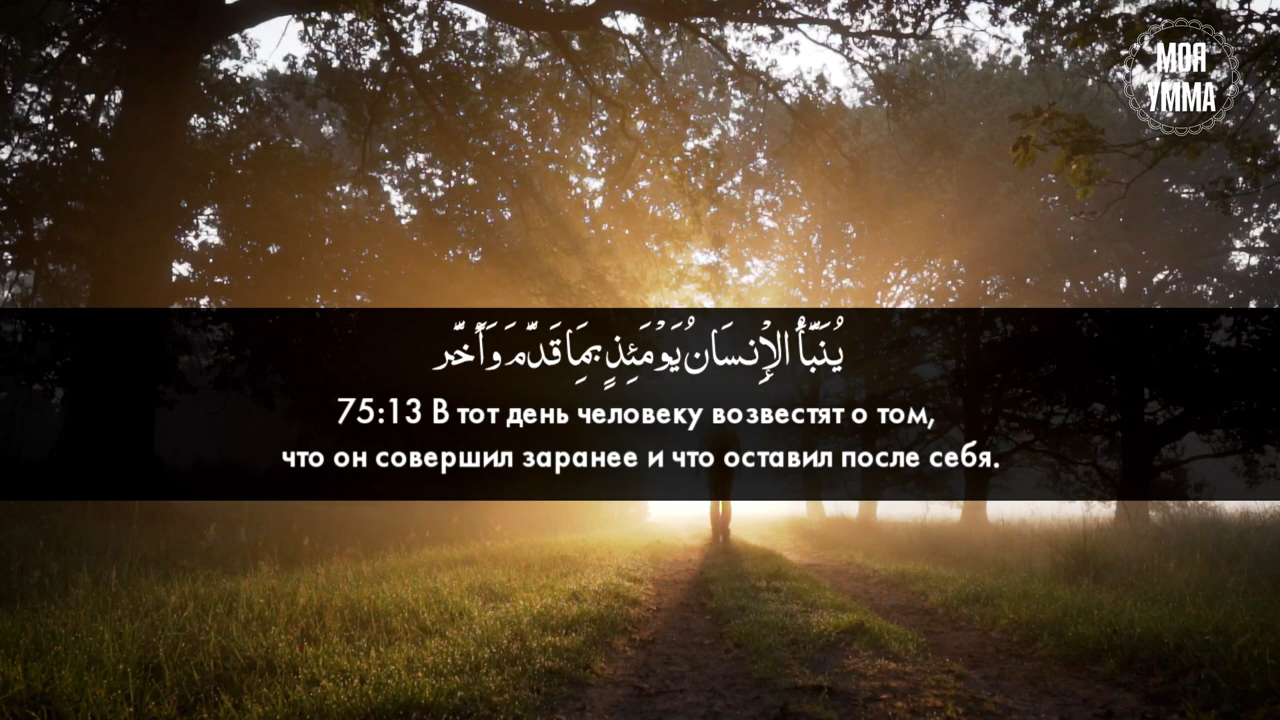 МОЯ
УММА
يُنَبَّأُ الْإِنسَانُ يَوْمَئِذٍ بِمَا قَدَّمَ وَأَخَّرَ
75:13 В тот день человеку возвестят о том,
что он совершил заранее и что оставил после себя.